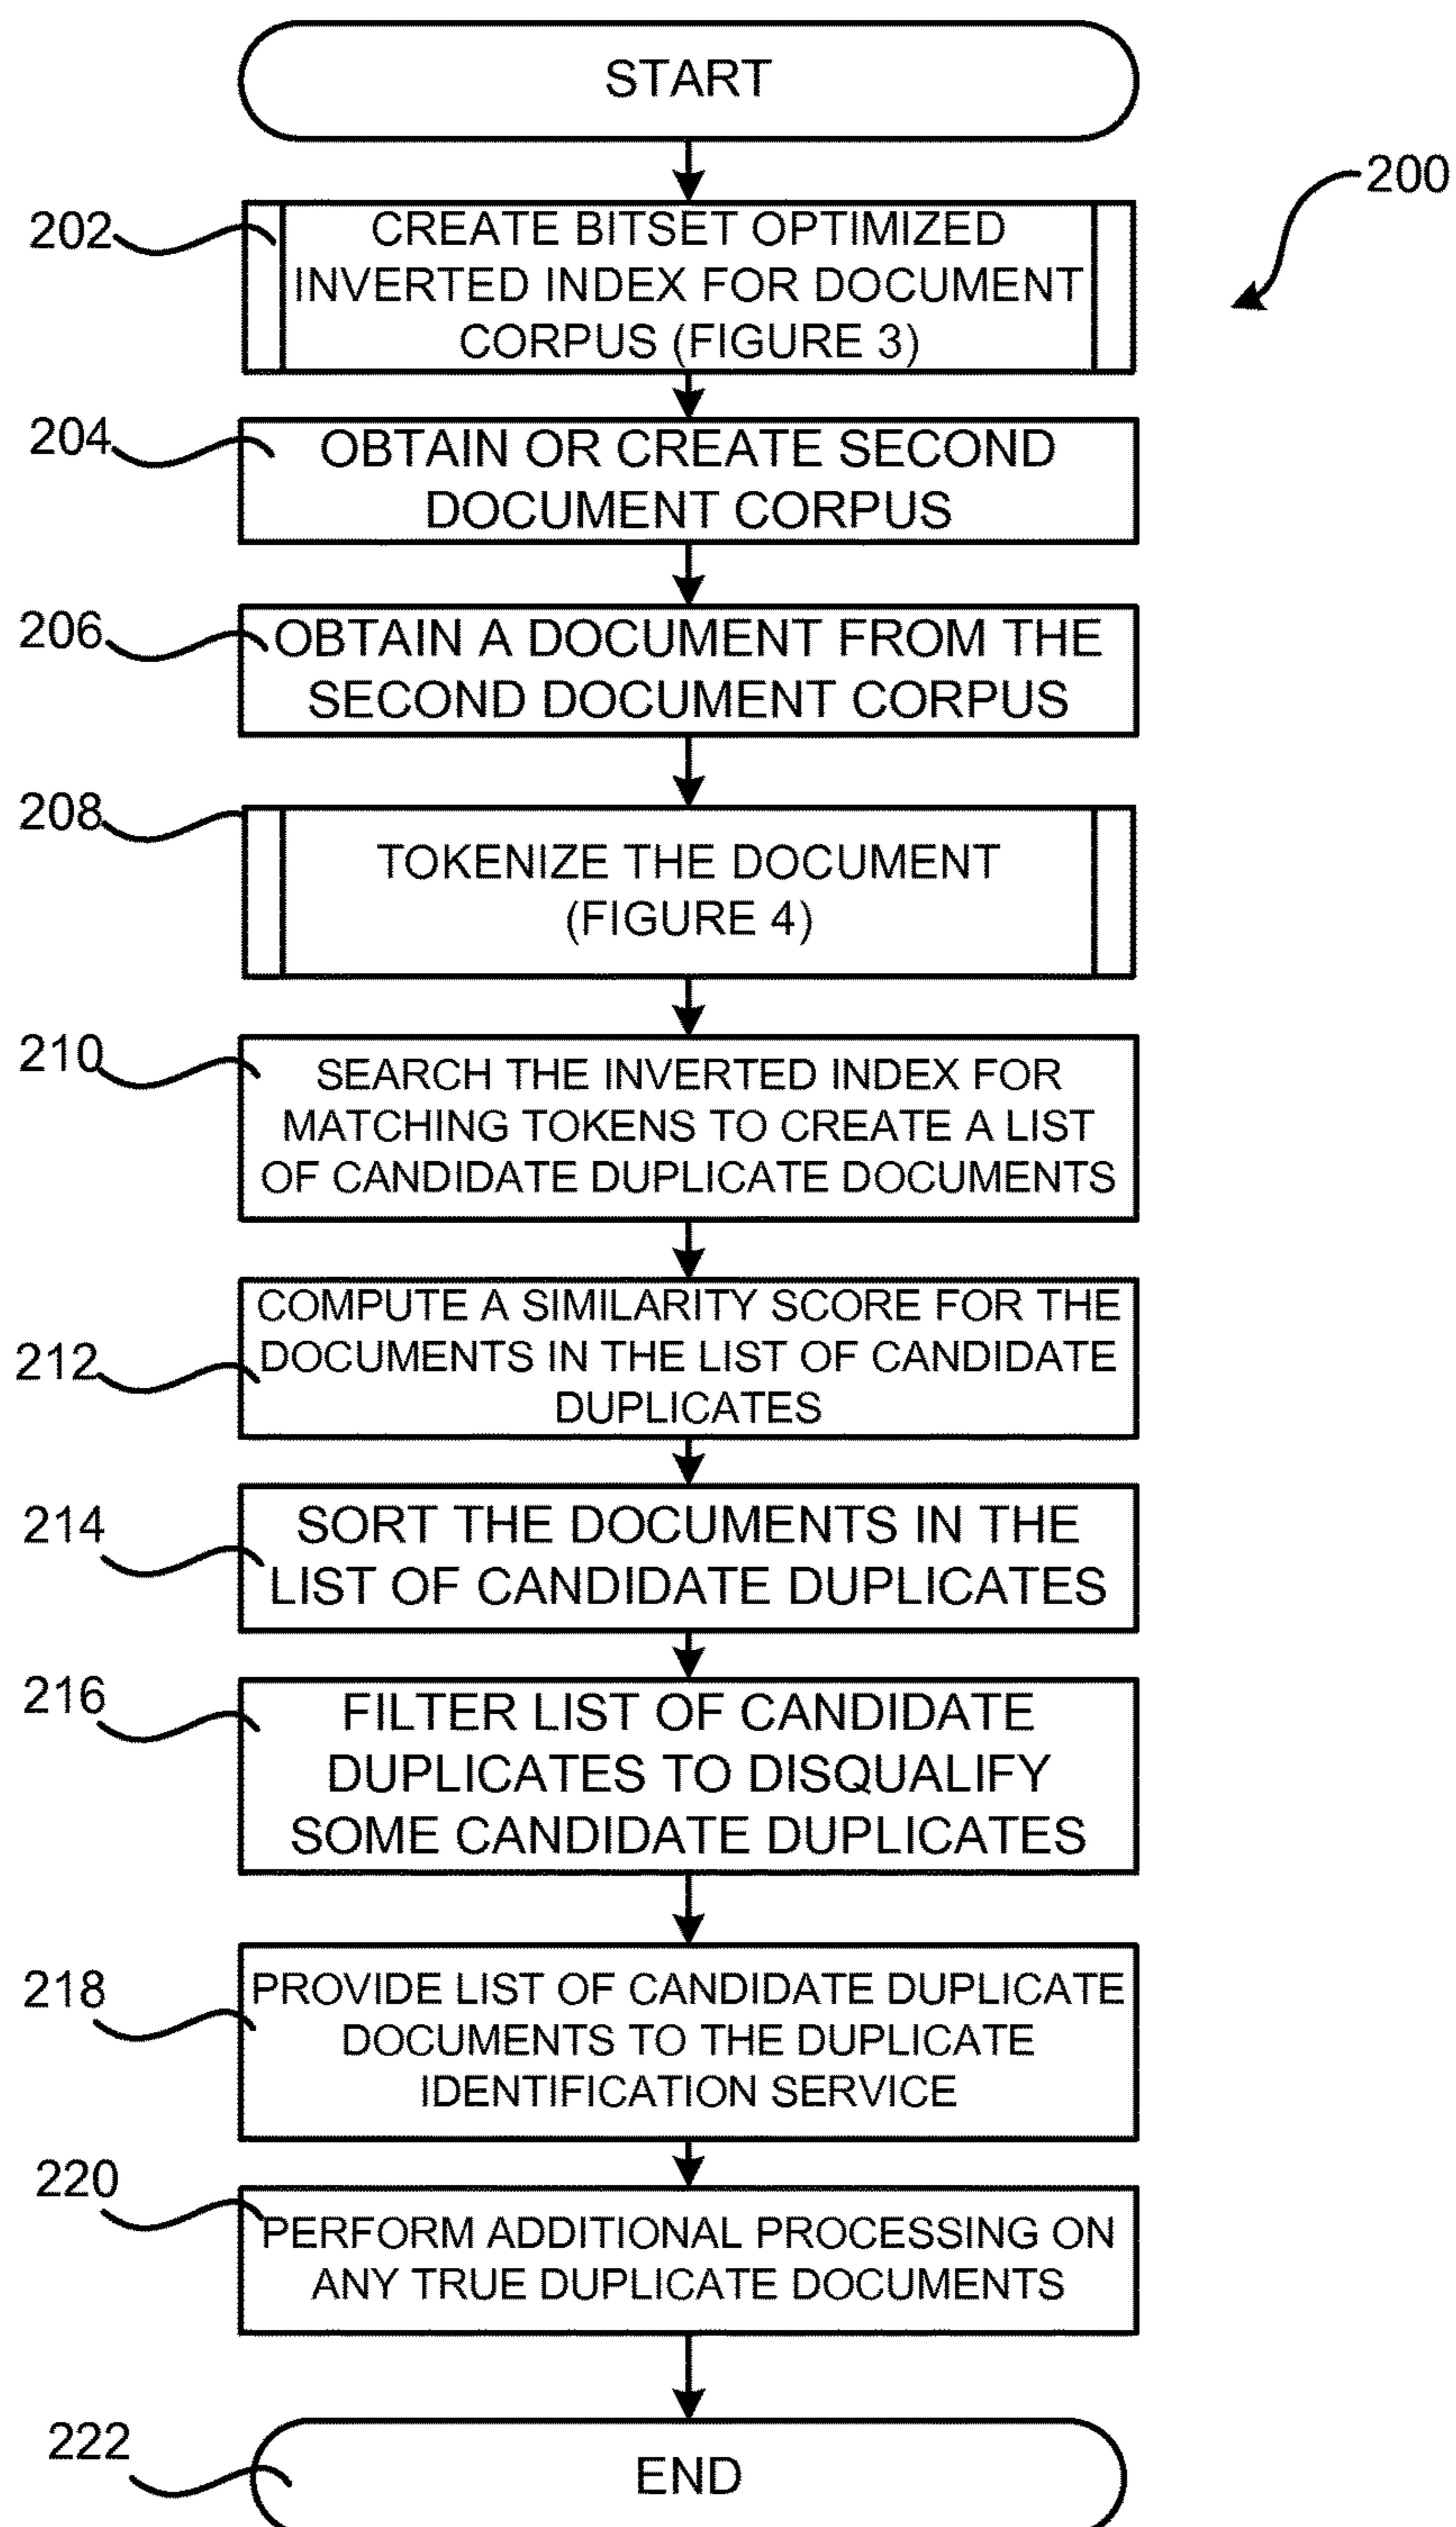 START
200
202
CREATE BITSET OPTIMIZED
INVERTED INDEX FOR DOCUMENT
CORPUS (FIGURE 3)
204
OBTAIN OR CREATE SECOND
DOCUMENT CORPUS
206
OBTAIN A DOCUMENT FROM THE
SECOND DOCUMENT CORPUS
208
TOKENIZE THE DOCUMENT
(FIGURE 4)
210
SEARCH THE INVERTED INDEX FOR
MATCHING TOKENS TO CREATE A LIST
OF CANDIDATE DUPLICATE DOCUMENTS
212
COMPUTE A SIMILARITY SCORE FOR THE
DOCUMENTS IN THE LIST OF CANDIDATE
DUPLICATES
214
SORT THE DOCUMENTS IN THE
LIST OF CANDIDATE DUPLICATES
216
FILTER LIST OF CANDIDATE
DUPLICATES TO DISQUALIFY
SOME CANDIDATE DUPLICATES
218
PROVIDE LIST OF CANDIDATE DUPLICATE
DOCUMENTS TO THE DUPLICATE
IDENTIFICATION SERVICE
220
PERFORM ADDITIONAL PROCESSING ON
ANY TRUE DUPLICATE DOCUMENTS
222
END